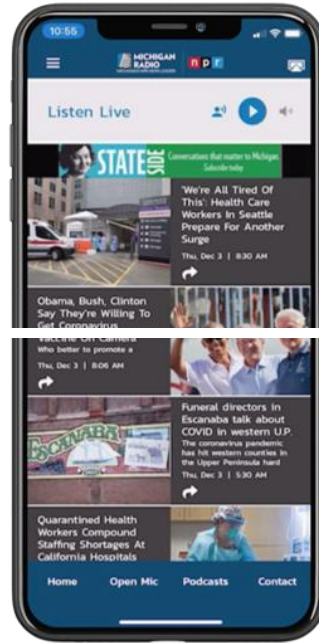 10:55
MICHIGAN
RADIO
npr
Listen Live
STATE
SIDE
Conversations that matter to Michigan.
Subscribe today
'We're All Tired Of
This': Health Care
Workers In Seattle
Prepare For Another
Surge
Thu, Dec 3 | 8:30 AM
Obama, Bush, Clinton
Say They're Willing To
Get Coronavirus
Vaccine On Camera
Who better to promote a
Thu, Dec 3 | 8:06 AM
ESCANABA
Funeral directors in
Escanaba talk about
COVID in western U.P.
The coronavirus pandemic
has hit western counties in
the Upper Peninsula hard
Thu, Dec 3 | 5:30 AM
Quarantined Health
Workers Compound
Staffing Shortages At
California Hospitals
Home
Open Mic
Podcasts
Contact